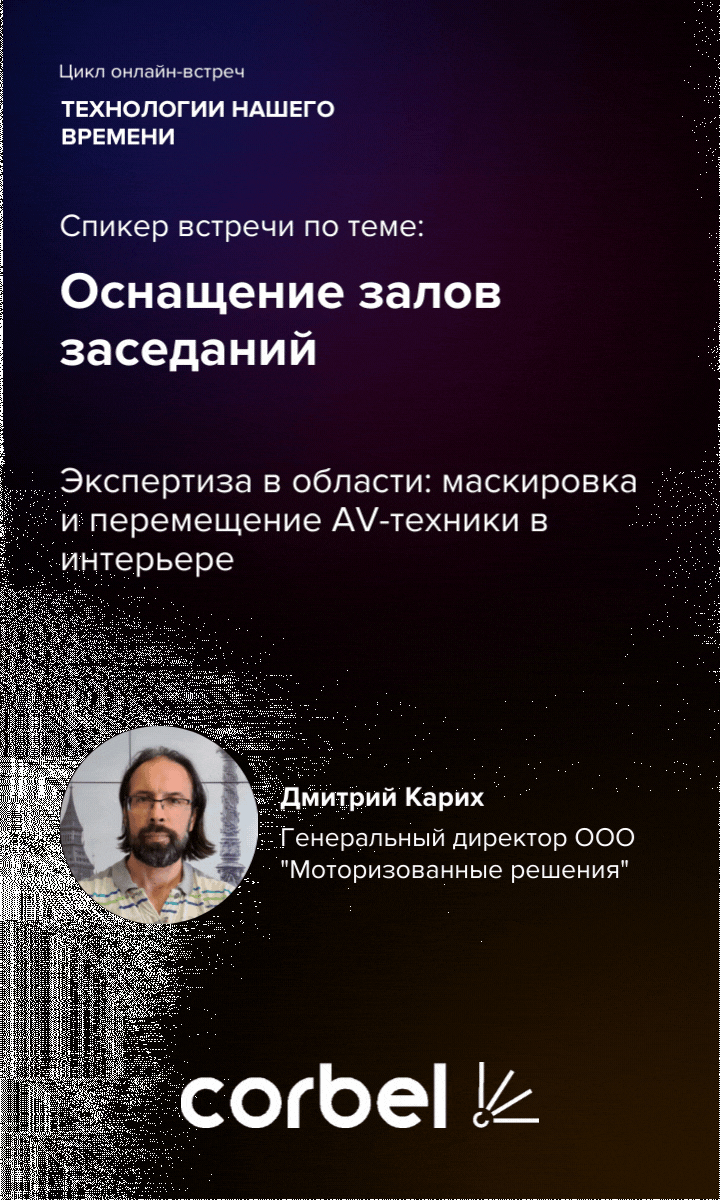 Цикл онлайн-встреч
ТЕХНОЛОГИИ НАШЕГО
ВРЕМЕНИ
Спикер встречи по теме:
Оснащение залов
заседаний
Экспертиза в области: маскировка
и перемещение AV-техники в
интерьере
Дмитрий Карих
Генеральный директор ООО
"Моторизованные решения"
corbel